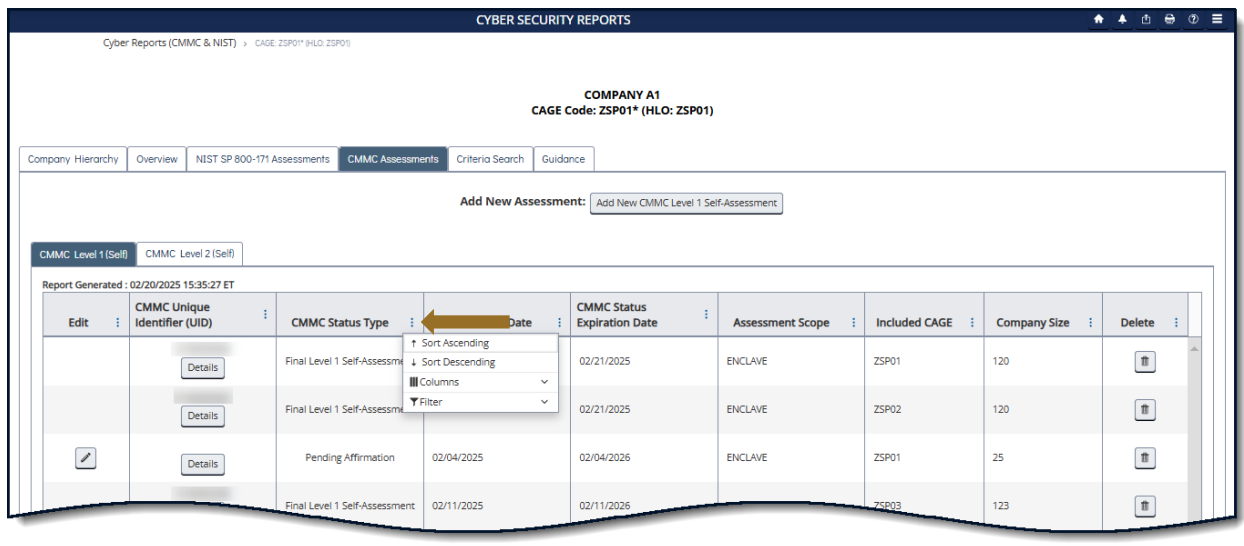 CYBER SECURITY REPORTS
Cyber Reports (CMMC & NIST) > CAGE: ZSP01* (HLO: ZSP01)
COMPANY A1
CAGE Code: ZSP01* (HLO: ZSP01)
Company Hierarchy Overview NIST SP 800-171 Assessments CMMC Assessments Criteria Search Guidance
Add New Assessment: Add New CMMC Level 1 Self-Assessment
CMMC Level 1 (Self) CMMC Level 2 (Self)
Report Generated : 02/20/2025 15:35:27 ET
Edit CMMC Unique Identifier (UID) CMMC Status Type Date CMMC Status Expiration Date Assessment Scope Included CAGE Company Size Delete
Sort Ascending
Sort Descending
Columns
Filter
Details Final Level 1 Self-Assessme 02/21/2025 ENCLAVE ZSP01 120
Details Final Level 1 Self-Assessme 02/21/2025 ENCLAVE ZSP02 120
Details Pending Affirmation 02/04/2025 02/04/2026 ENCLAVE ZSP01 25
Final Level 1 Self-Assessment 02/11/2025 02/11/2026 ZSP03 123